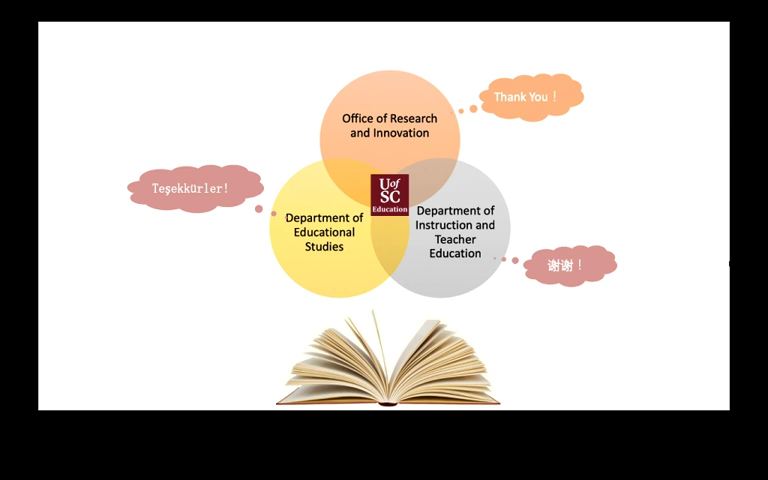 Thank You !
Office of Research
and Innovation
Teşekkürler!
U of
SC
Education
Department of
Educational
Studies
Department of
Instruction and
Teacher
Education
谢谢！